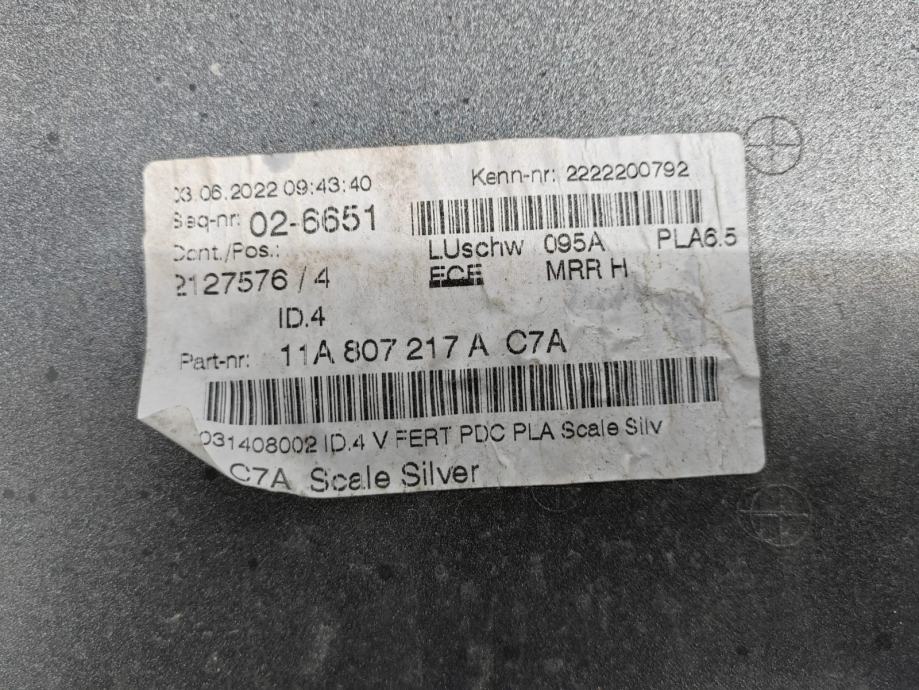 03.06.2022 09:43:40 Kenn-nr: 2222200792
Seq-nr: 02-6651
Cont./Pos.: LUschw 095A PLA6.5
2127576 / 4 ECE MRR H
ID.4
Part-nr: 11A 807 217 A C7A
031408002 ID.4 V FERT PDC PLA Scale Silv
C7A Scale Silver